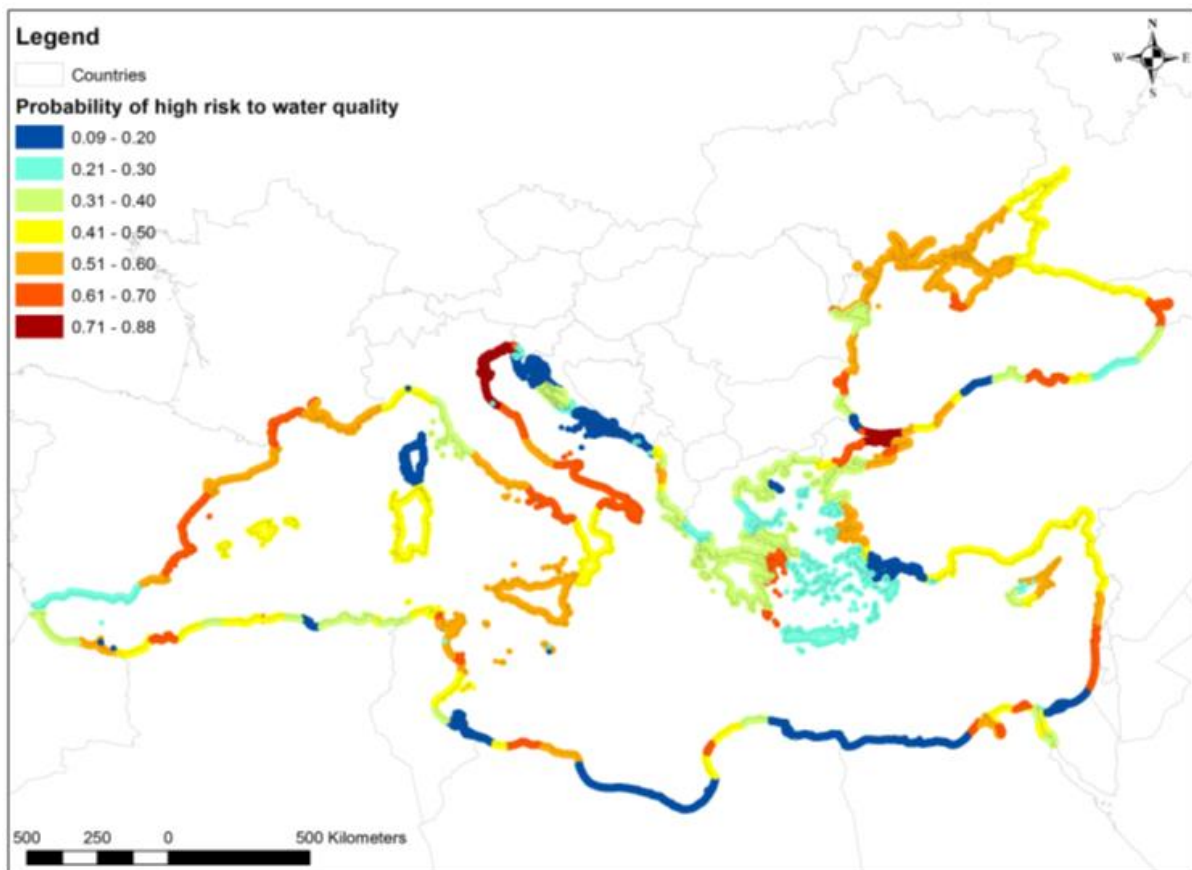 Legend
Countries
Probability of high risk to water quality
0.09 - 0.20
0.21 - 0.30
0.31 - 0.40
0.41 - 0.50
0.51 - 0.60
0.61 - 0.70
0.71 - 0.88
N
W E
S
500 250 0 500 Kilometers